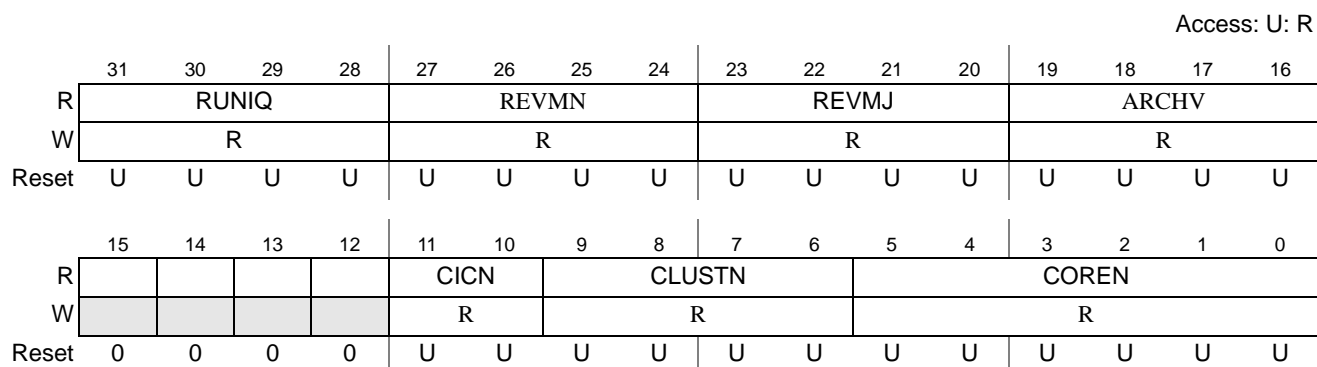 Access: U: R
31 30 29 28 27 26 25 24 23 22 21 20 19 18 17 16
R RUNIQ REVMN REVMJ ARCHV
W R R R R
Reset U U U U U U U U U U U U U U U U
15 14 13 12 11 10 9 8 7 6 5 4 3 2 1 0
R CICN CLUSTN COREN
W R R R
Reset 0 0 0 0 U U U U U U U U U U U U